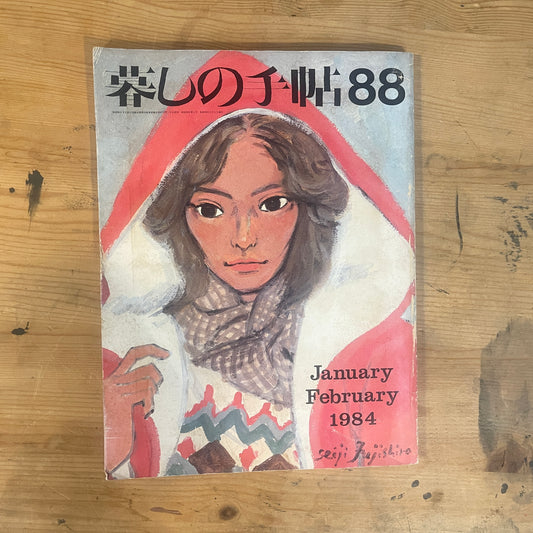 暮しの手帖88
January
February
1984
seiji Fujishiro